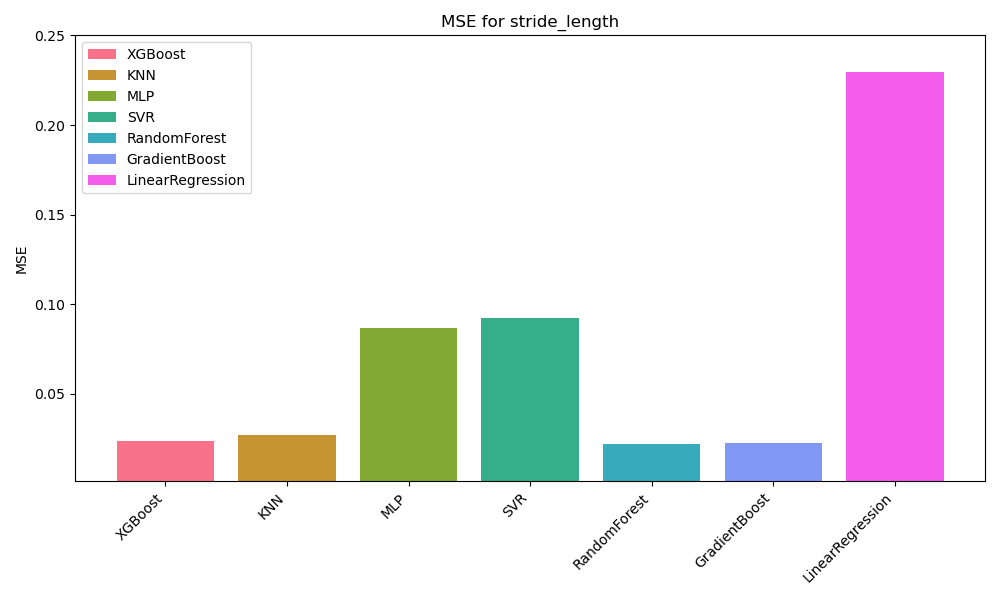 MSE for stride_length
0.25
0.20
0.15
0.10
0.05
MSE
XGBoost
KNN
MLP
SVR
RandomForest
GradientBoost
LinearRegression
XGBoost
KNN
MLP
SVR
RandomForest
GradientBoost
LinearRegression